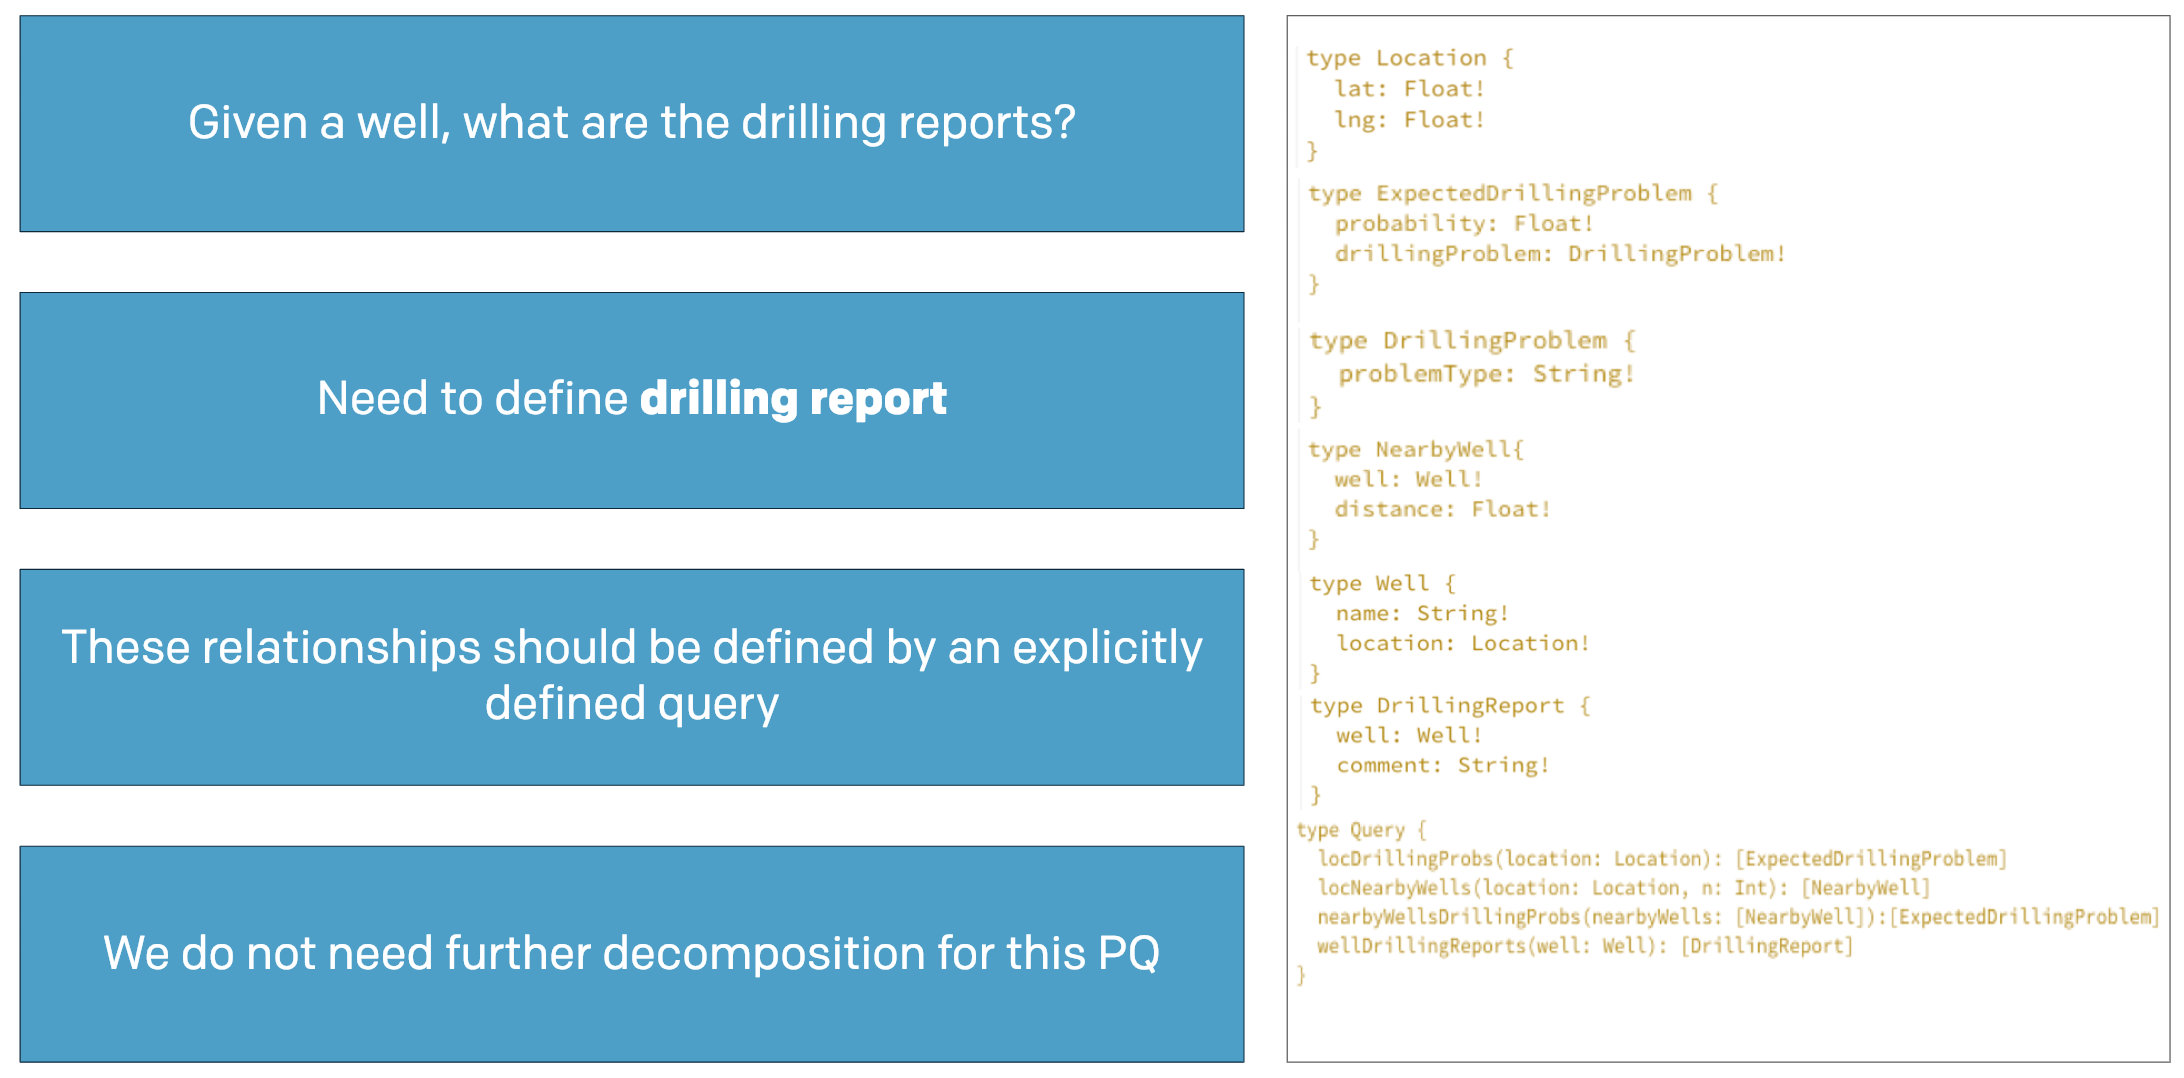 Given a well, what are the drilling reports?
Need to define drilling report
These relationships should be defined by an explicitly
defined query
We do not need further decomposition for this PQ
type Location {
lat: Float!
lng: Float!
}
type ExpectedDrillingProblem {
probability: Float!
drillingProblem: DrillingProblem!
}
type DrillingProblem {
problemType: String!
}
type NearbyWell{
well: Well!
distance: Float!
}
type Well {
name: String!
location: Location!
}
type DrillingReport {
well: Well!
comment: String!
}
type Query {
locDrillingProbs(location: Location): [ExpectedDrillingProblem]
locNearbyWells(location: Location, n: Int): [NearbyWell]
nearbyWellsDrillingProbs(nearbyWells: [NearbyWell]):[ExpectedDrillingProblem]
wellDrillingReports(well: Well): [DrillingReport]
}